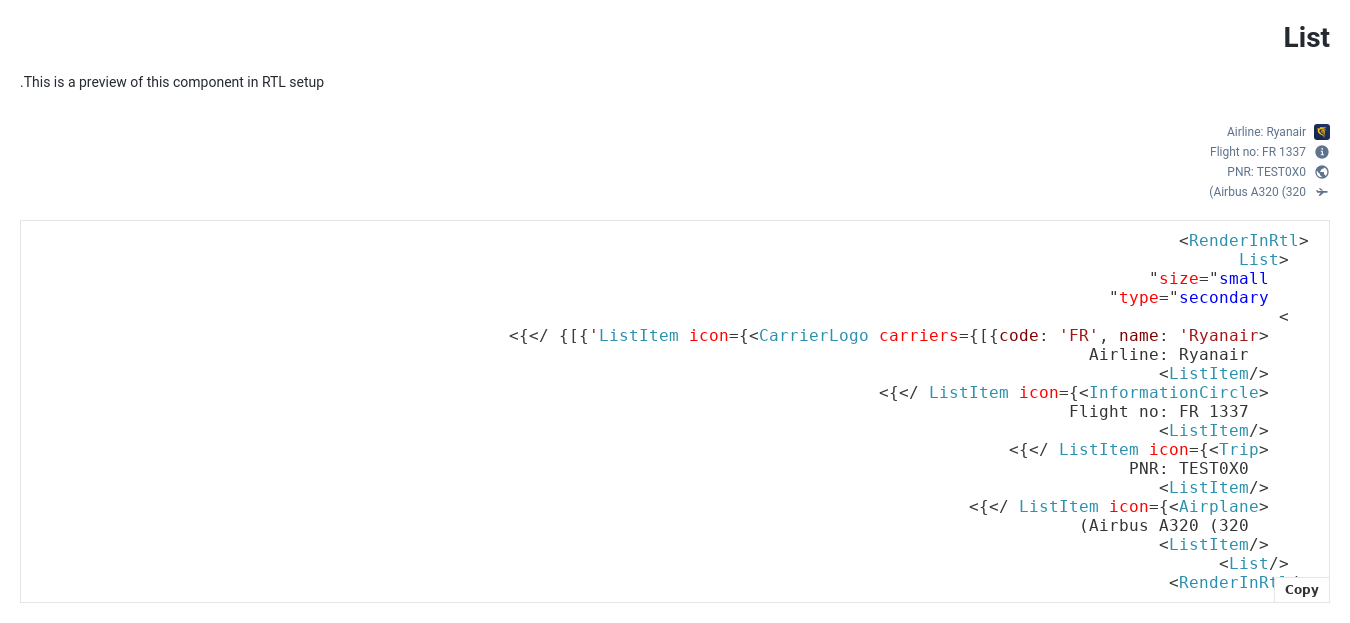 List
.This is a preview of this component in RTL setup
Airline: Ryanair
Flight no: FR 1337
PNR: TEST0X0
(Airbus A320 (320
<RenderInRtl>
List>
"size="small
"type="secondary
<
<{</ {[{'ListItem icon={<CarrierLogo carriers={[{code: 'FR', name: 'Ryanair>
Airline: Ryanair
<ListItem/>
<{</ ListItem icon={<InformationCircle>
Flight no: FR 1337
<ListItem/>
<{</ ListItem icon={<Trip>
PNR: TEST0X0
<ListItem/>
<{</ ListItem icon={<Airplane>
(Airbus A320 (320
<ListItem/>
<List/>
<RenderInRtl/>
Copy